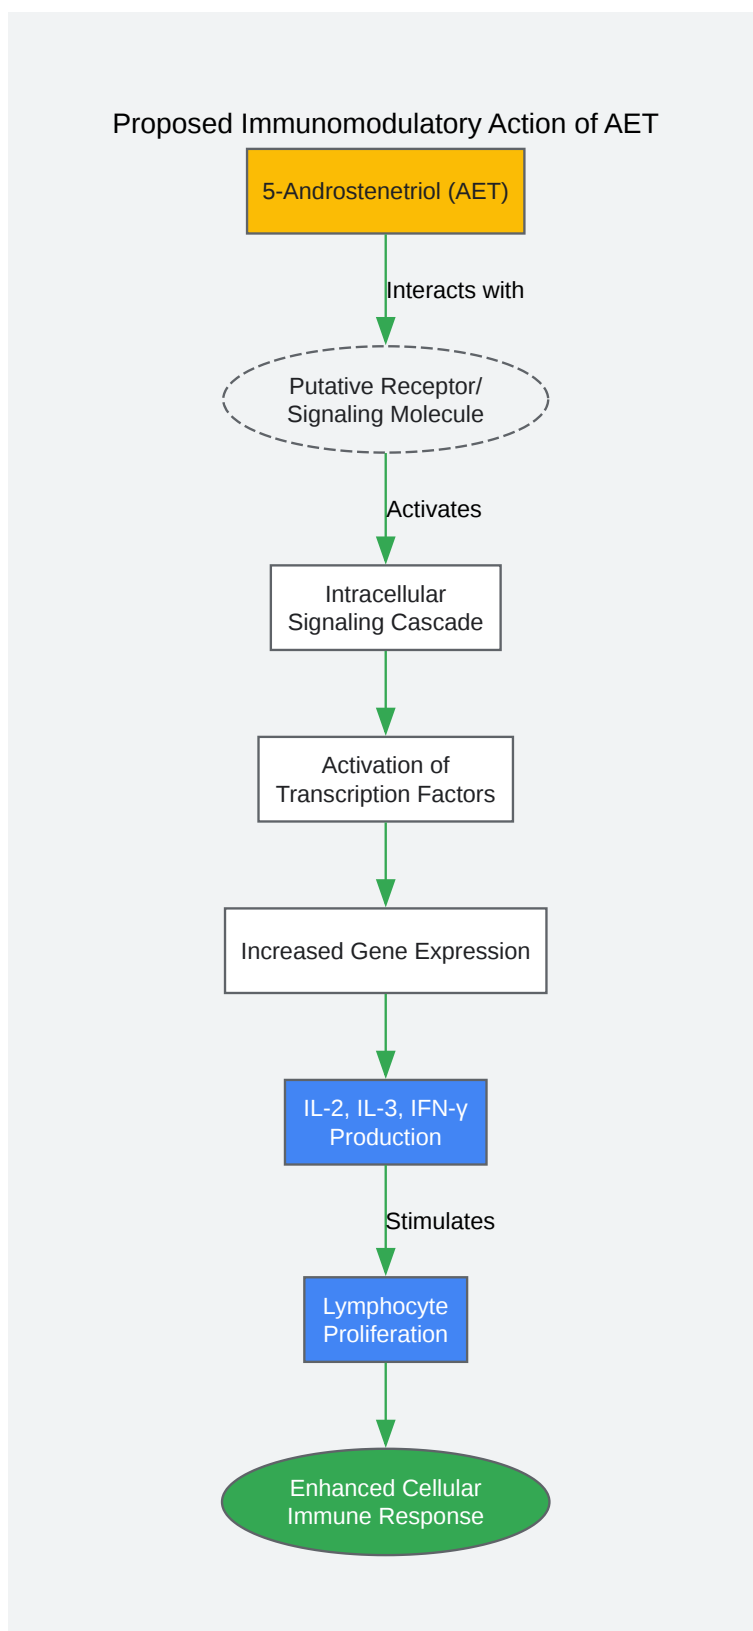 Proposed Immunomodulatory Action of AET
5-Androstenetriol (AET)
Interacts with
Putative Receptor/
Signaling Molecule
Activates
Intracellular
Signaling Cascade
Activation of
Transcription Factors
Increased Gene Expression
IL-2, IL-3, IFN-γ
Production
Stimulates
Lymphocyte
Proliferation
Enhanced Cellular
Immune Response